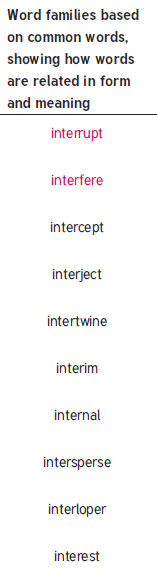 Word families based
on common words,
showing how words
are related in form
and meaning
interrupt
interfere
intercept
interject
intertwine
interim
internal
intersperse
interloper
interest